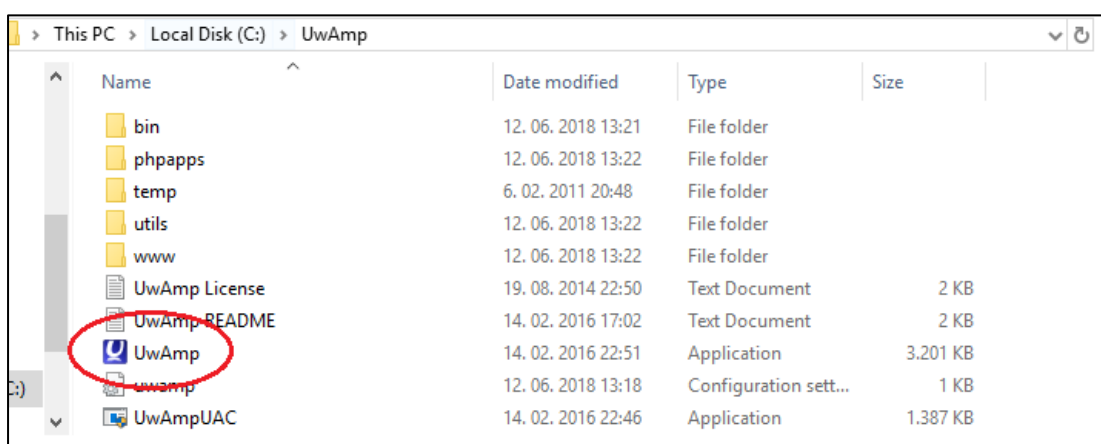 This PC > Local Disk (C:) > UwAmp
Name Date modified Type Size
bin 12. 06. 2018 13:21 File folder
phpapps 12. 06. 2018 13:22 File folder
temp 6. 02. 2011 20:48 File folder
utils 12. 06. 2018 13:22 File folder
www 12. 06. 2018 13:22 File folder
UwAmp License 19. 08. 2014 22:50 Text Document 2 KB
UwAmp README 14. 02. 2016 17:02 Text Document 2 KB
UwAmp 14. 02. 2016 22:51 Application 3.201 KB
uwamp 12. 06. 2018 13:18 Configuration sett... 1 KB
C:)
UwAmpUAC 14. 02. 2016 22:46 Application 1.387 KB